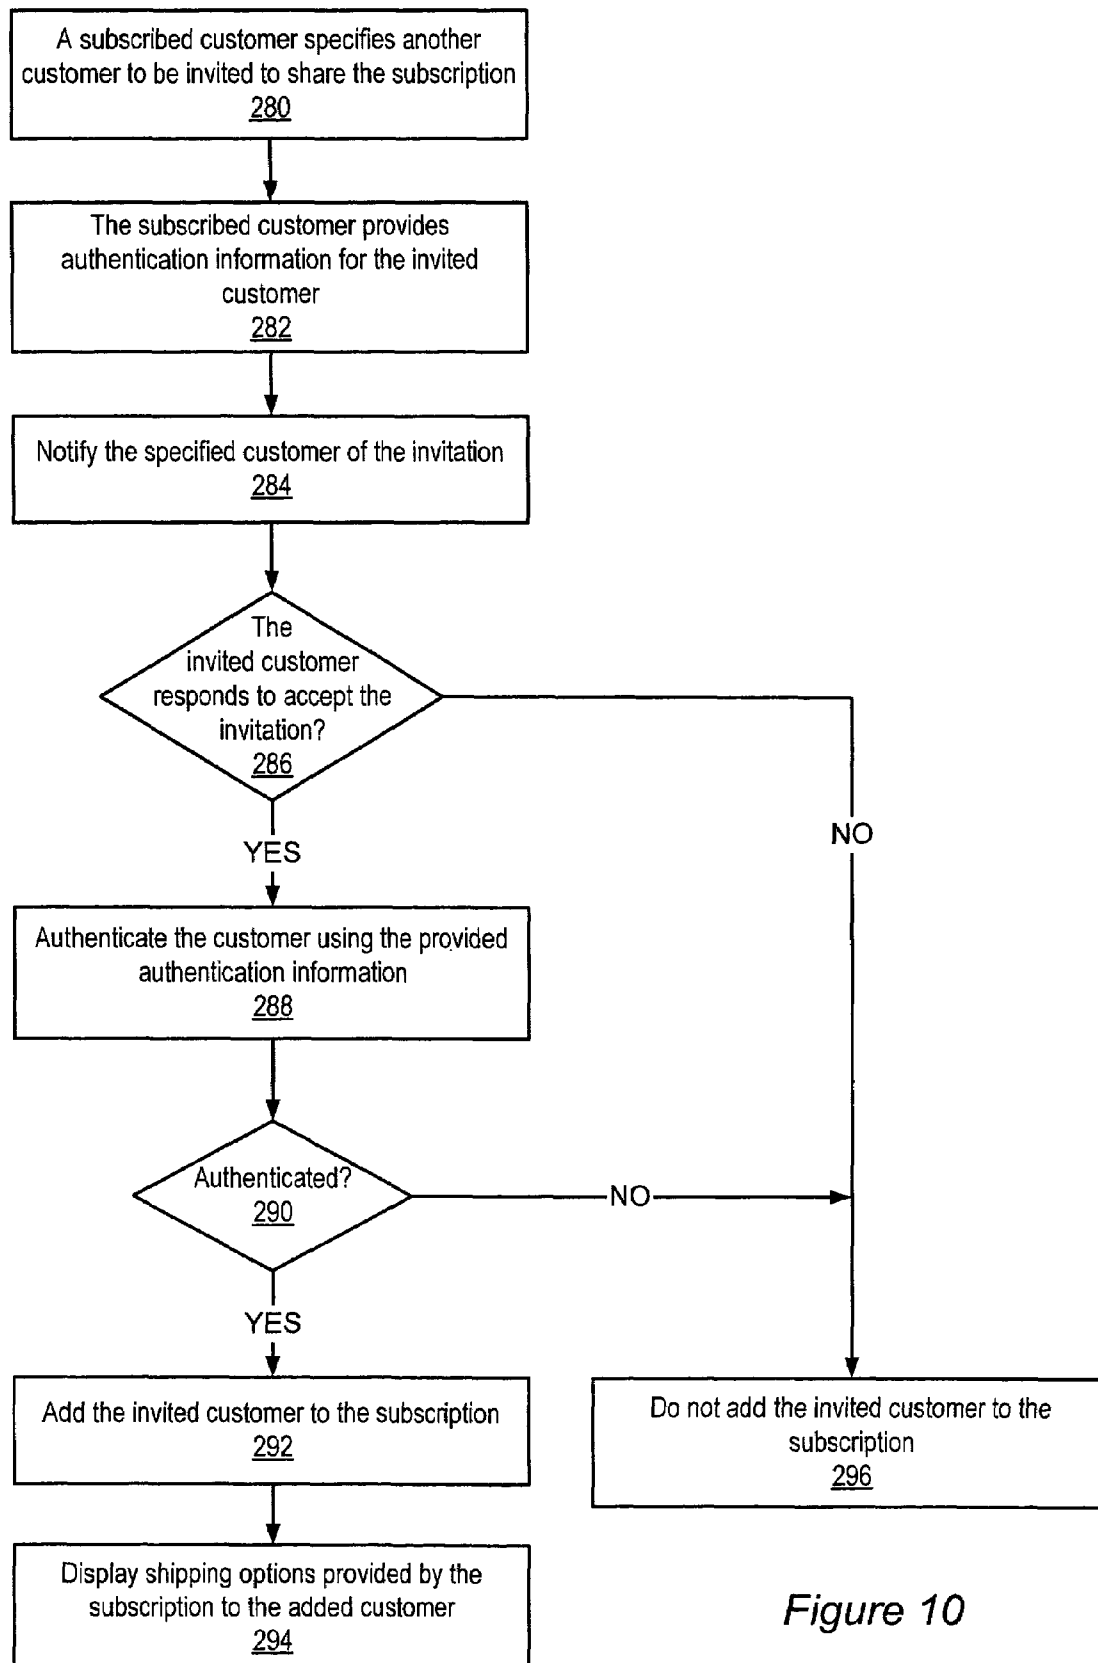 A subscribed customer specifies another
customer to be invited to share the subscription
280
The subscribed customer provides
authentication information for the invited
customer
282
Notify the specified customer of the invitation
284
The
invited customer
responds to accept the
invitation?
286
NO
YES
Authenticate the customer using the provided
authentication information
288
Authenticated?
290
NO
YES
Add the invited customer to the subscription
292
Do not add the invited customer to the
subscription
296
Display shipping options provided by the
subscription to the added customer
294
Figure 10